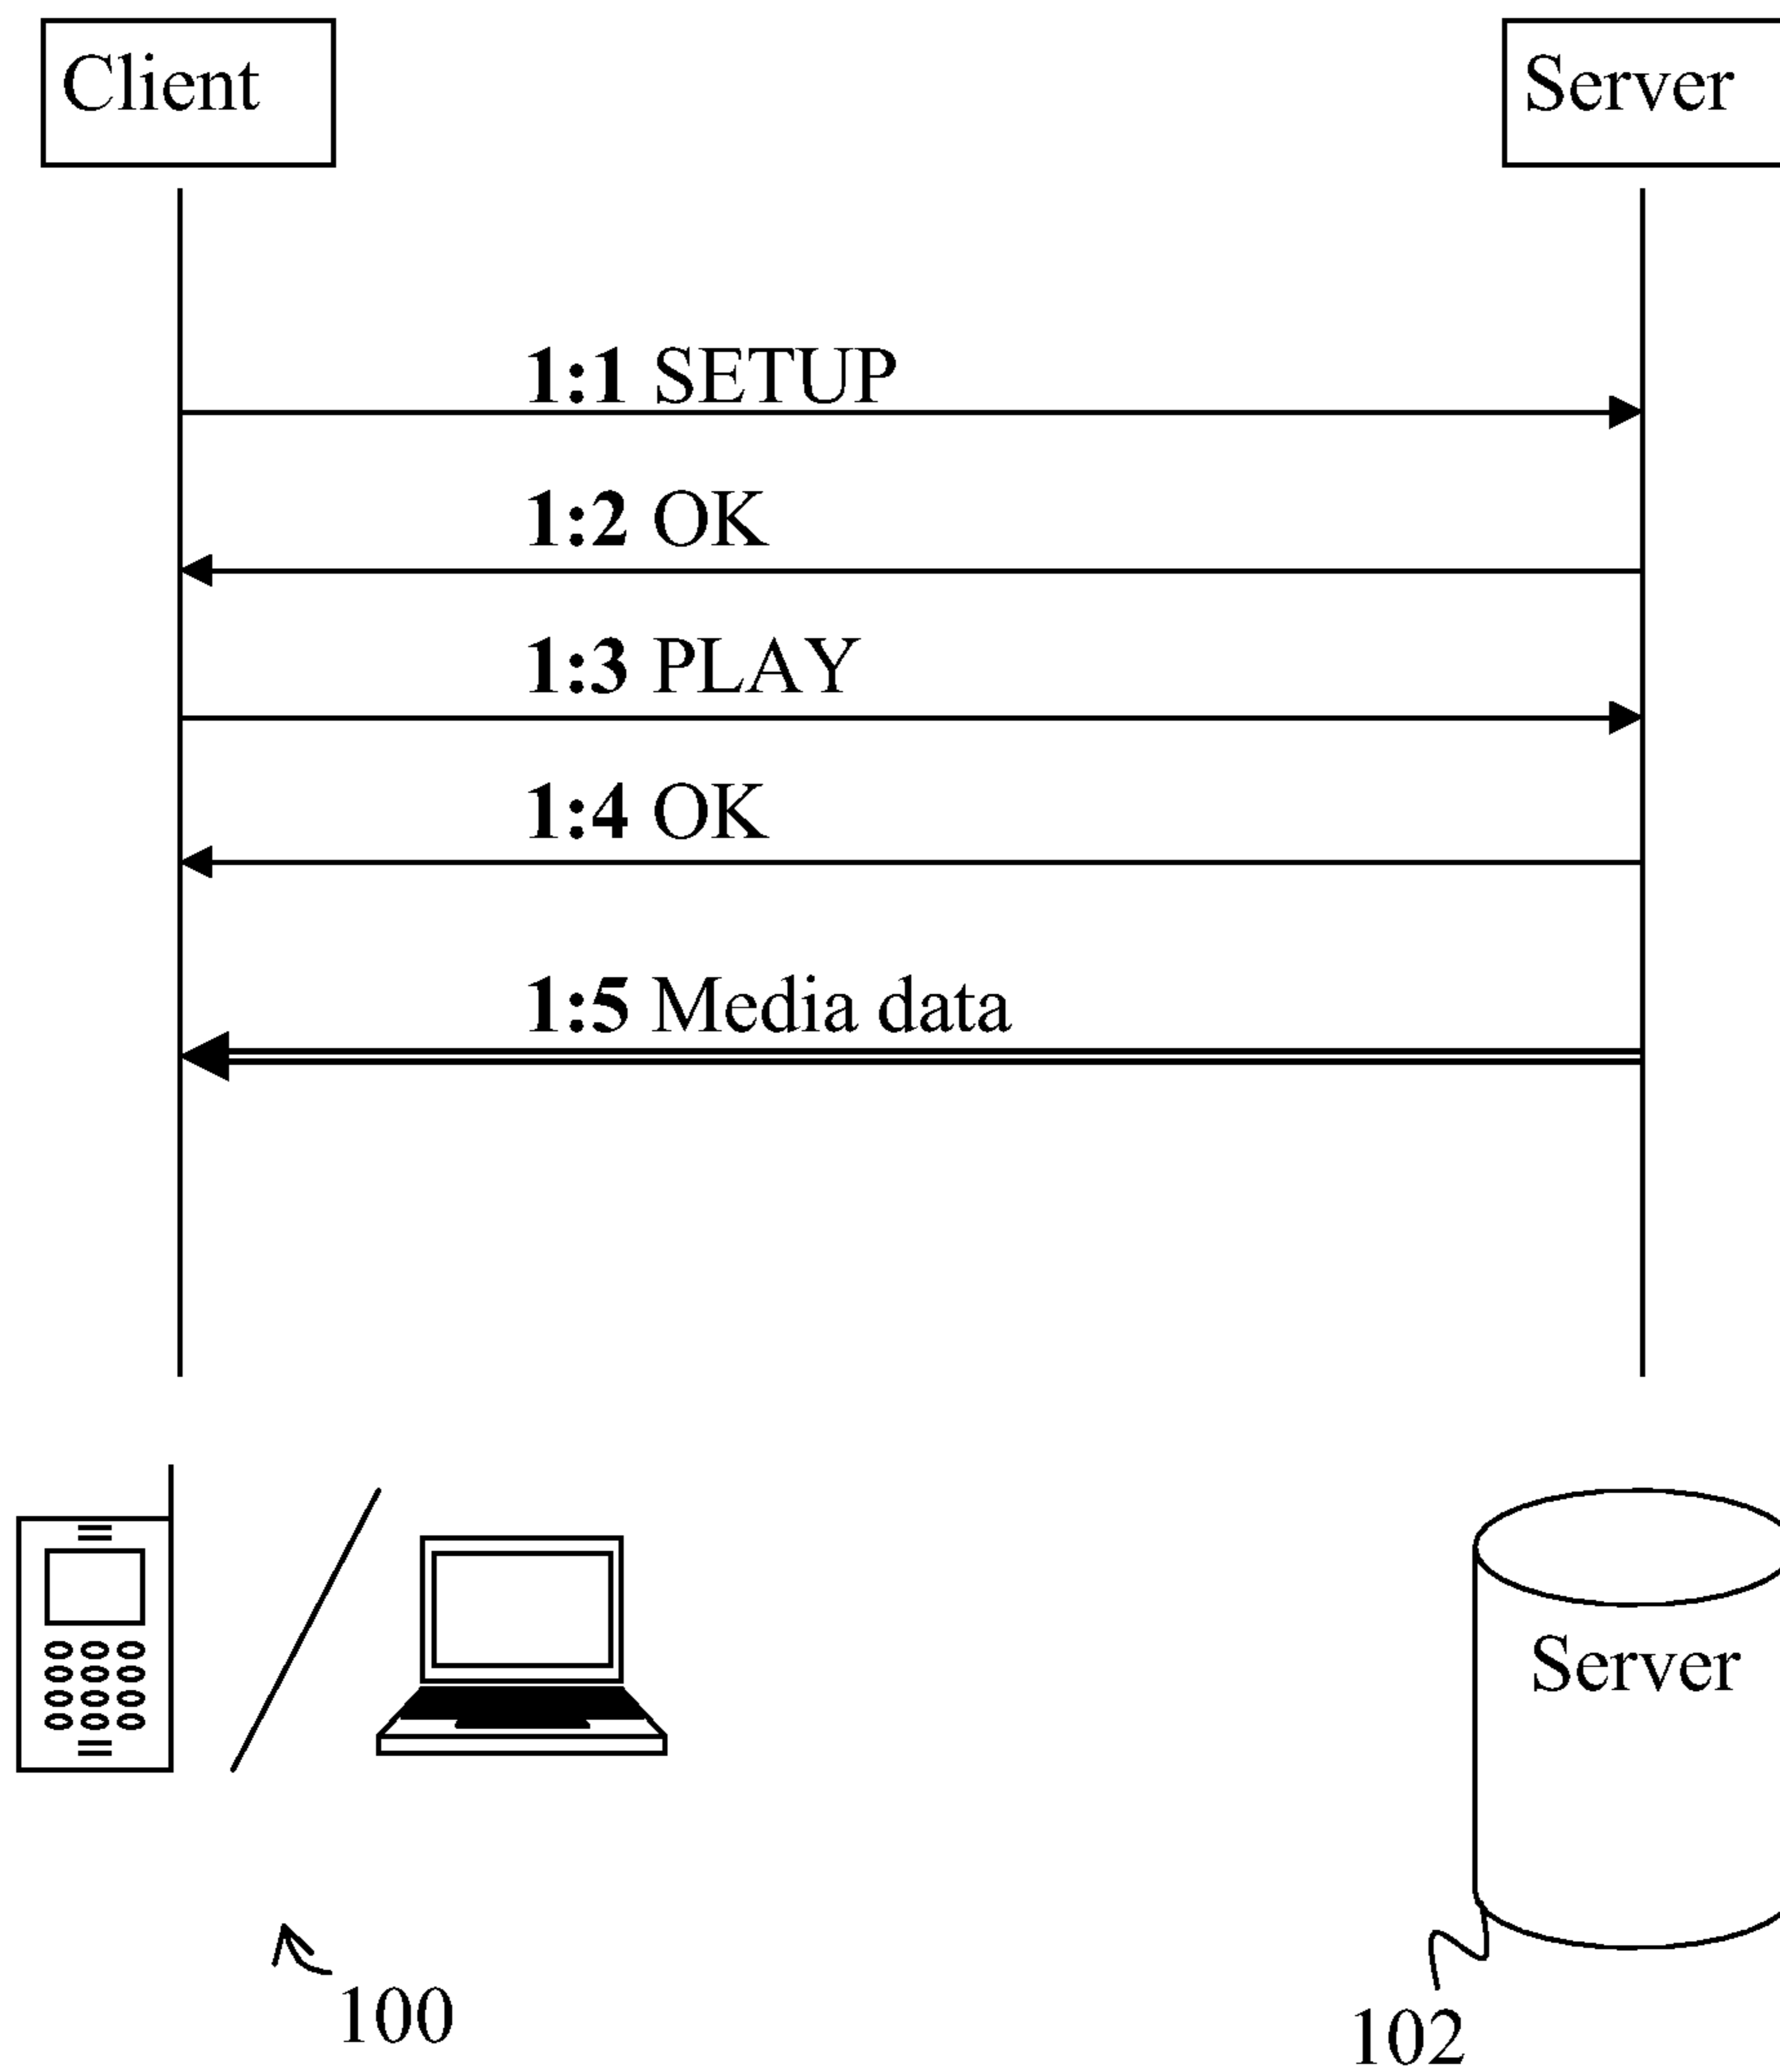 Client
Server
1:1 SETUP
1:2 OK
1:3 PLAY
1:4 OK
1:5 Media data
Server
100
102